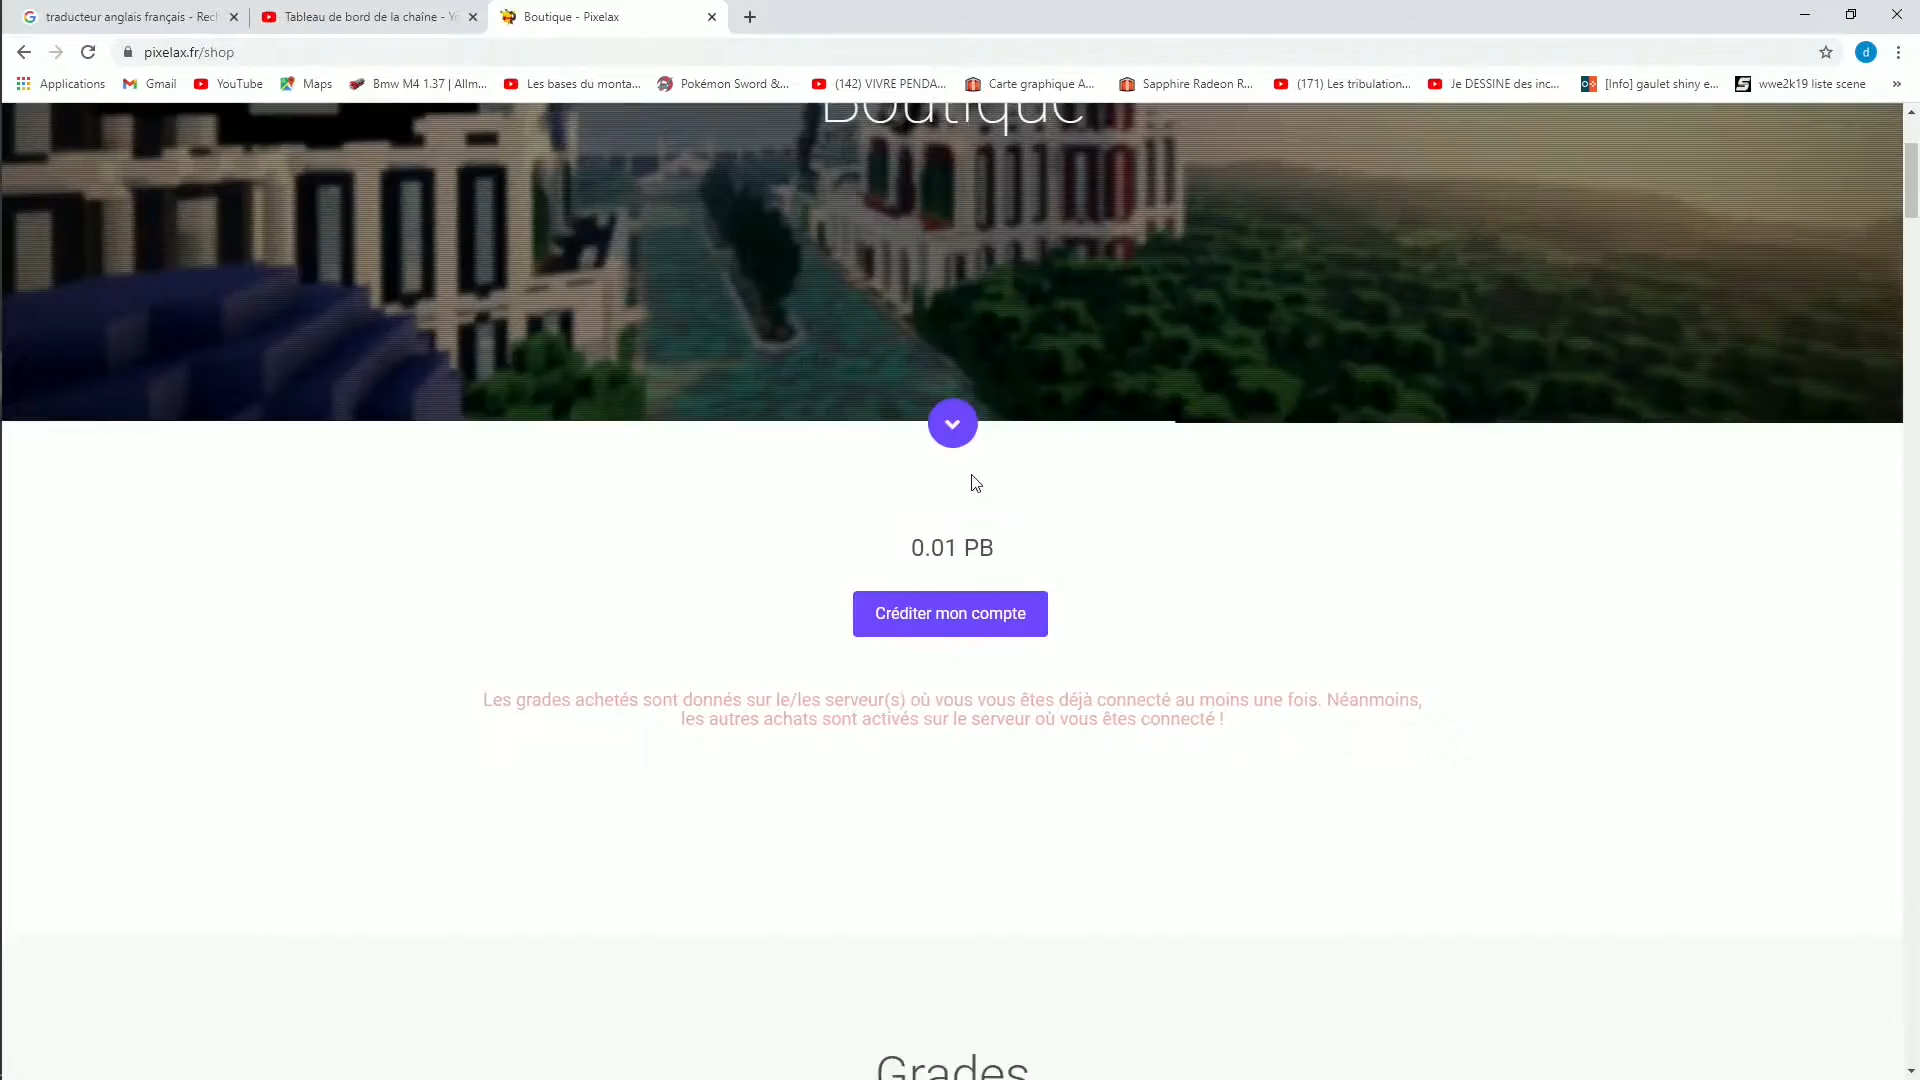 traducteur anglais français - Recl
Tableau de bord de la chaîne - Y
Boutique - Pixelax
pixelax.fr/shop
d
Applications
Gmail
YouTube
Maps
Bmw M4 1.37 | Allm...
Les bases du monta...
Pokémon Sword &...
(142) VIVRE PENDA...
Carte graphique A...
Sapphire Radeon R...
(171) Les tribulation...
Je DESSINE des inc...
[Info] gaulet shiny e...
wwe2k19 liste scene
»
Boutique
0.01 PB
Créditer mon compte
Les grades achetés sont donnés sur le/les serveur(s) où vous vous êtes déjà connecté au moins une fois. Néanmoins,
les autres achats sont activés sur le serveur où vous êtes connecté !
Grades